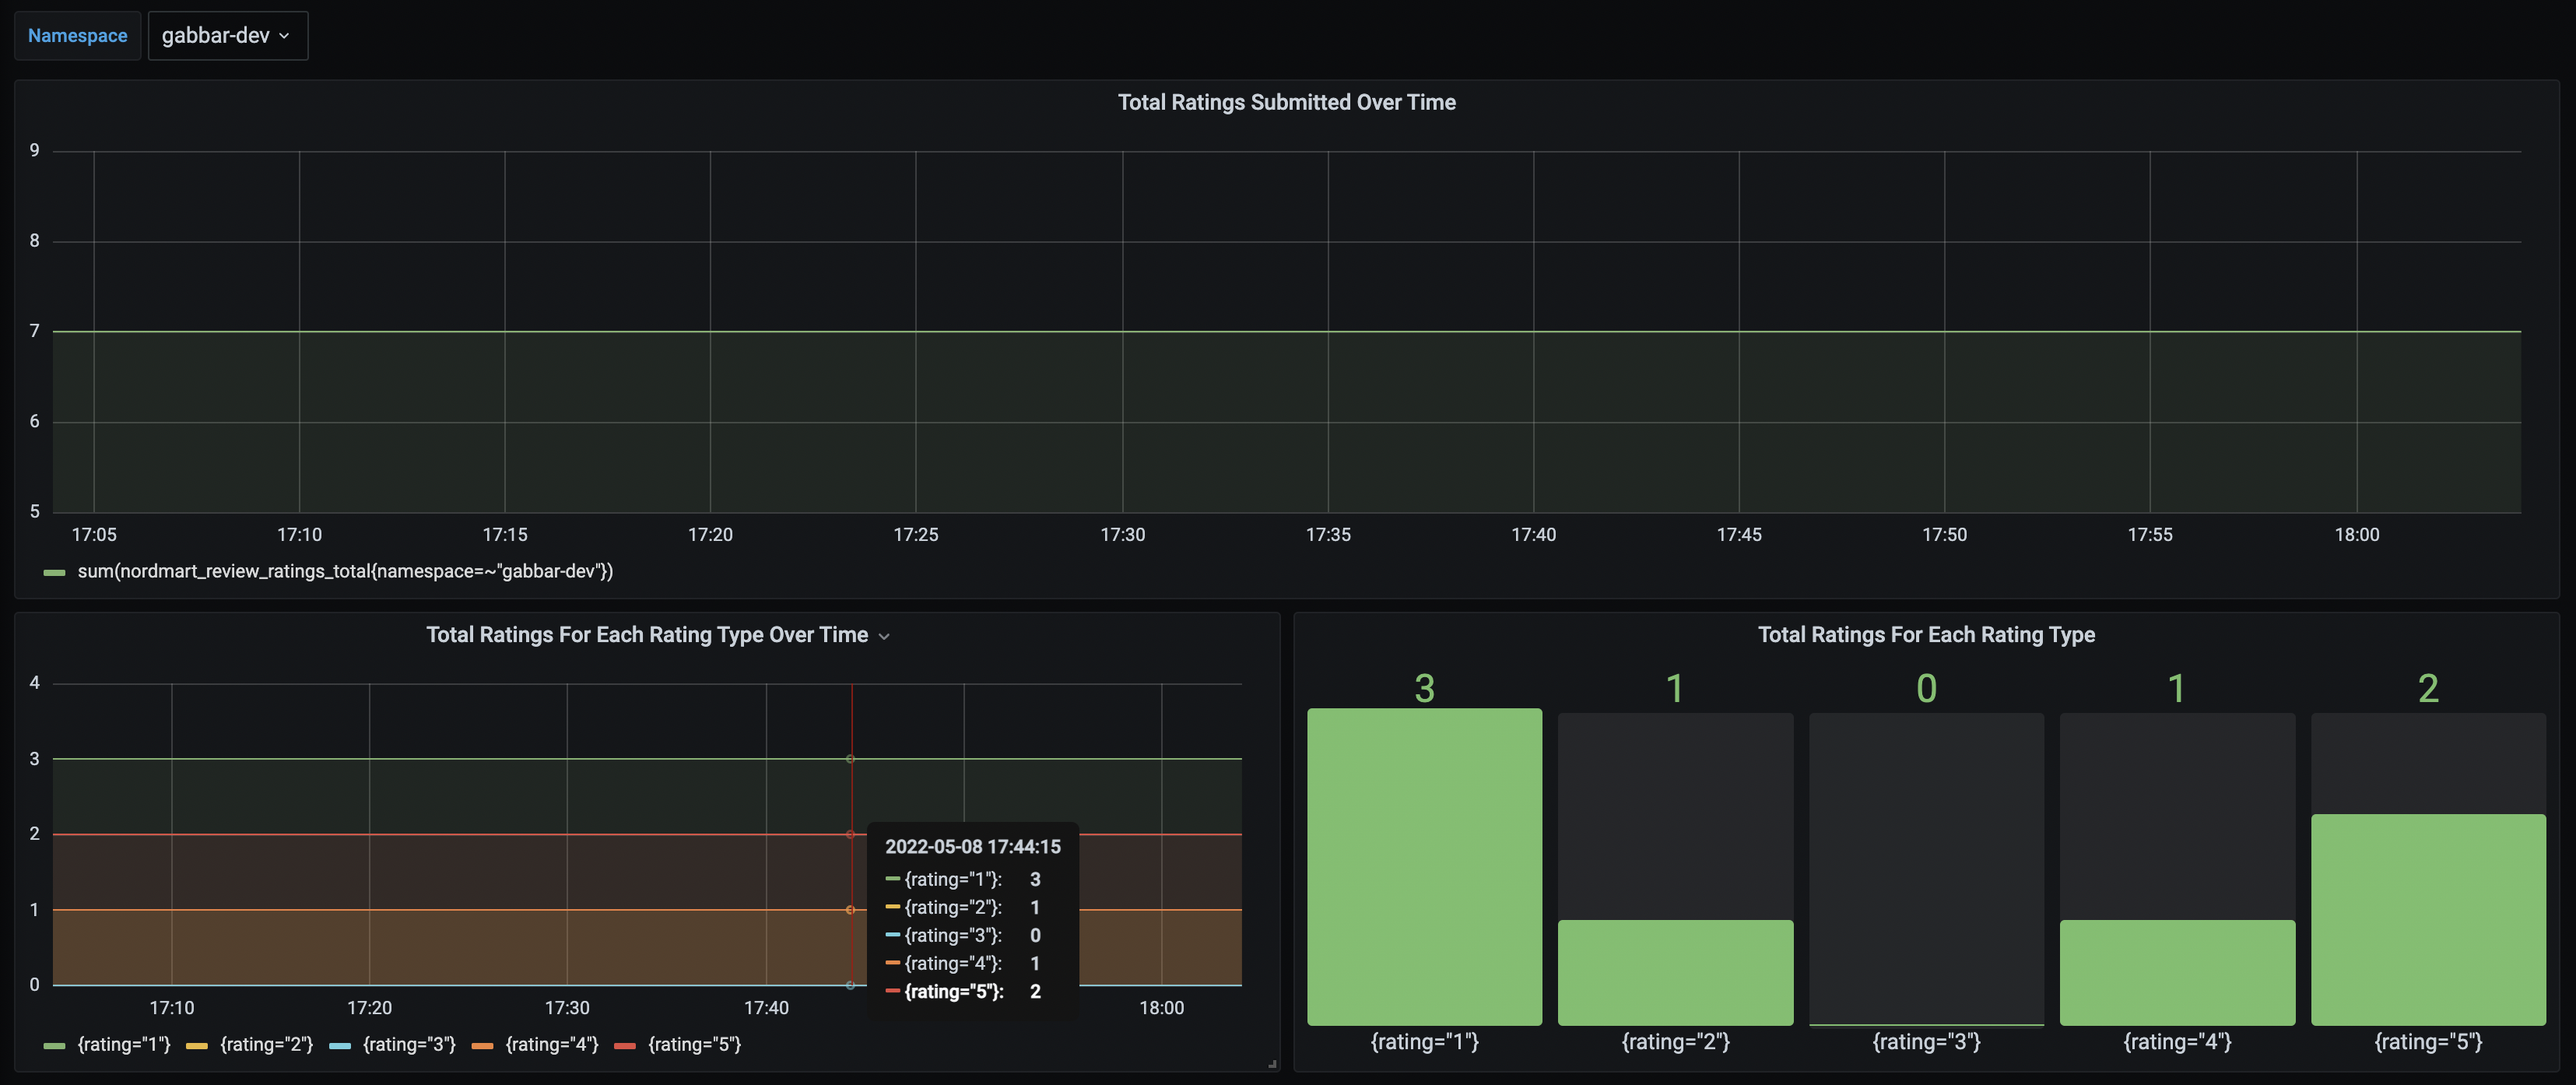 Namespace gabbar-dev
Total Ratings Submitted Over Time
9
8
7
6
5
17:05 17:10 17:15 17:20 17:25 17:30 17:35 17:40 17:45 17:50 17:55 18:00
sum(nordmart_review_ratings_total{namespace=~"gabbar-dev"})
Total Ratings For Each Rating Type Over Time
4
3
2
1
0
17:10 17:20 17:30 17:40 18:00
2022-05-08 17:44:15
{rating="1"}: 3
{rating="2"}: 1
{rating="3"}: 0
{rating="4"}: 1
{rating="5"}: 2
{rating="1"} {rating="2"} {rating="3"} {rating="4"} {rating="5"}
Total Ratings For Each Rating Type
3 1 0 1 2
{rating="1"} {rating="2"} {rating="3"} {rating="4"} {rating="5"}